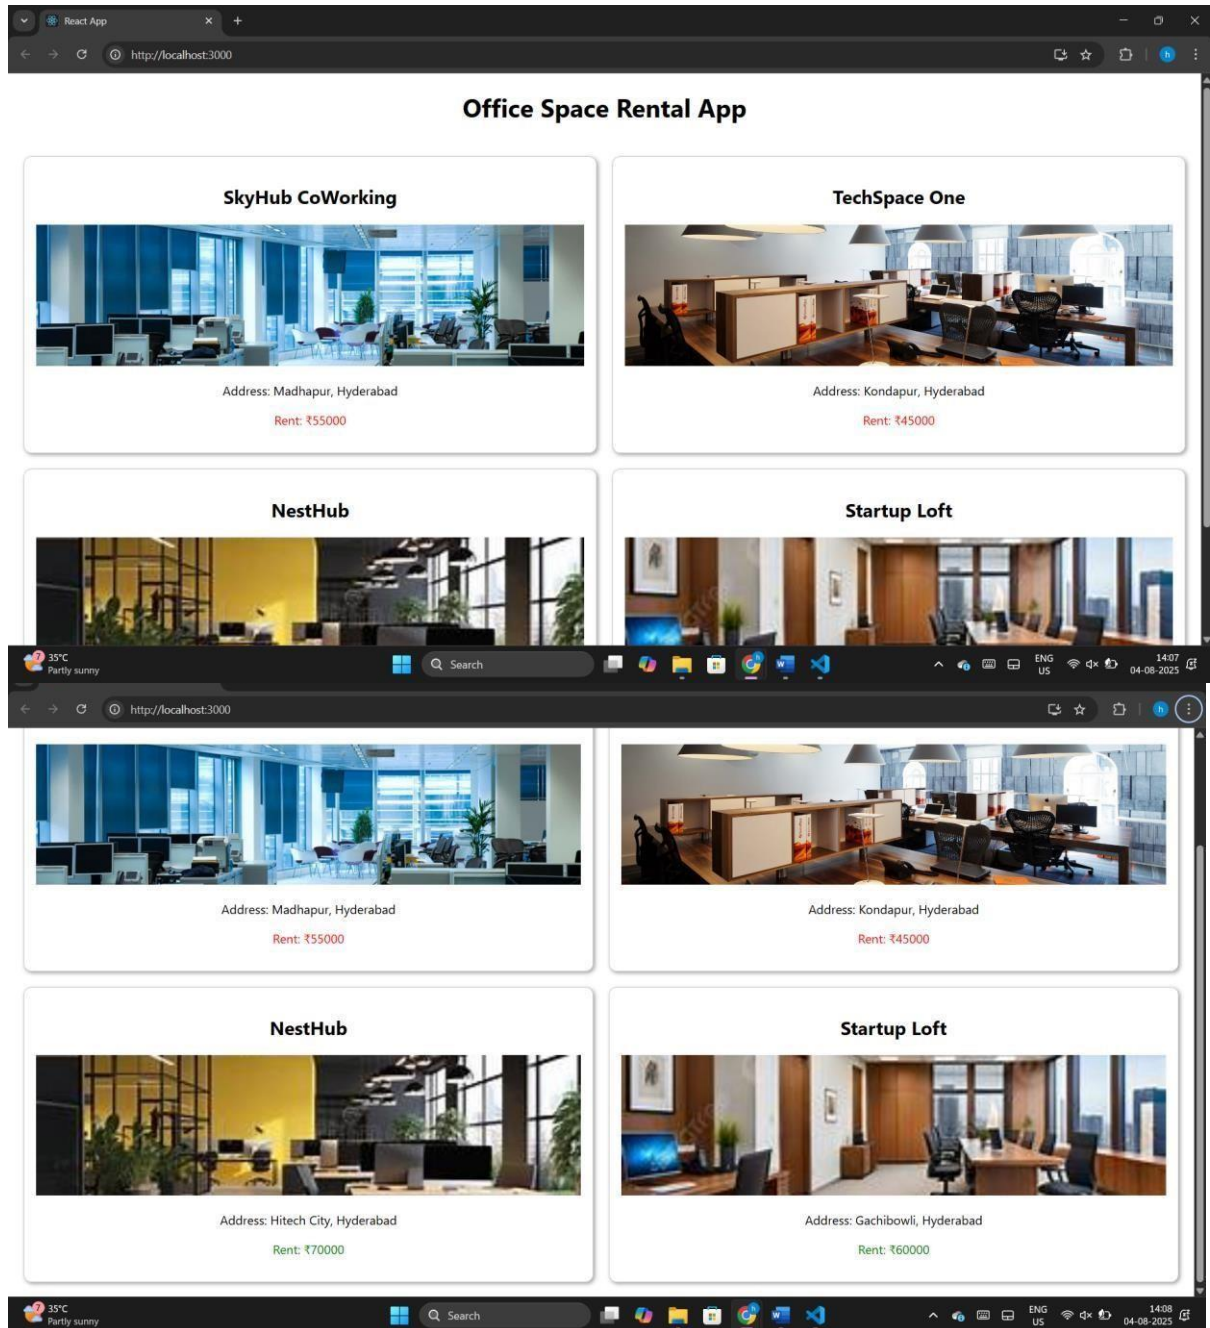 React App
http://localhost:3000
h
Office Space Rental App
SkyHub CoWorking
TechSpace One
Address: Madhapur, Hyderabad
Address: Kondapur, Hyderabad
Rent: ₹55000
Rent: ₹45000
NestHub
Startup Loft
7
35°C
Partly sunny
Search
ENG
US
14:07
04-08-2025
http://localhost:3000
h
Address: Madhapur, Hyderabad
Address: Kondapur, Hyderabad
Rent: ₹55000
Rent: ₹45000
NestHub
Startup Loft
Address: Hitech City, Hyderabad
Address: Gachibowli, Hyderabad
Rent: ₹70000
Rent: ₹60000
7
35°C
Partly sunny
Search
ENG
US
14:08
04-08-2025